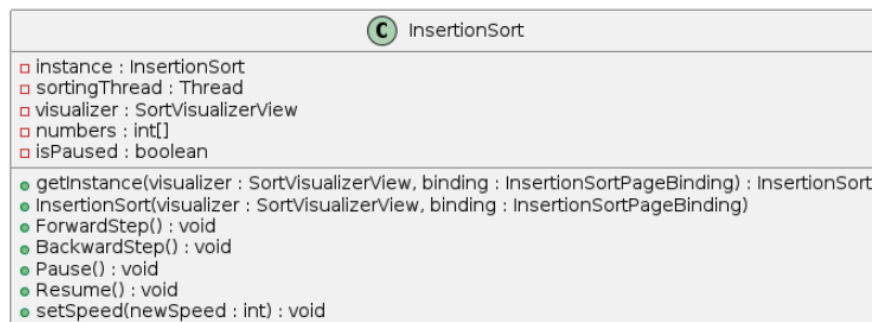 C InsertionSort
instance : InsertionSort
sortingThread : Thread
visualizer : SortVisualizerView
numbers : int[]
isPaused : boolean
getInstance(visualizer : SortVisualizerView, binding : InsertionSortPageBinding) : InsertionSort
InsertionSort(visualizer : SortVisualizerView, binding : InsertionSortPageBinding)
ForwardStep() : void
BackwardStep() : void
Pause() : void
Resume() : void
setSpeed(newSpeed : int) : void